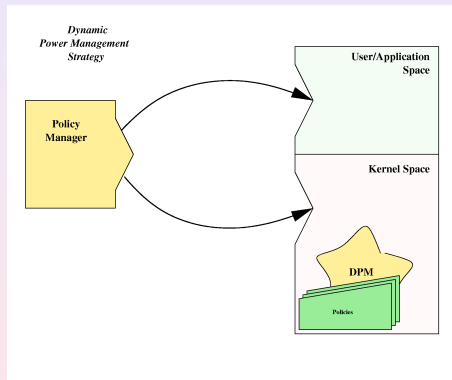 Dynamic
Power Management
Strategy
Policy
Manager
User/Application
Space
Kernel Space
DPM
Policies